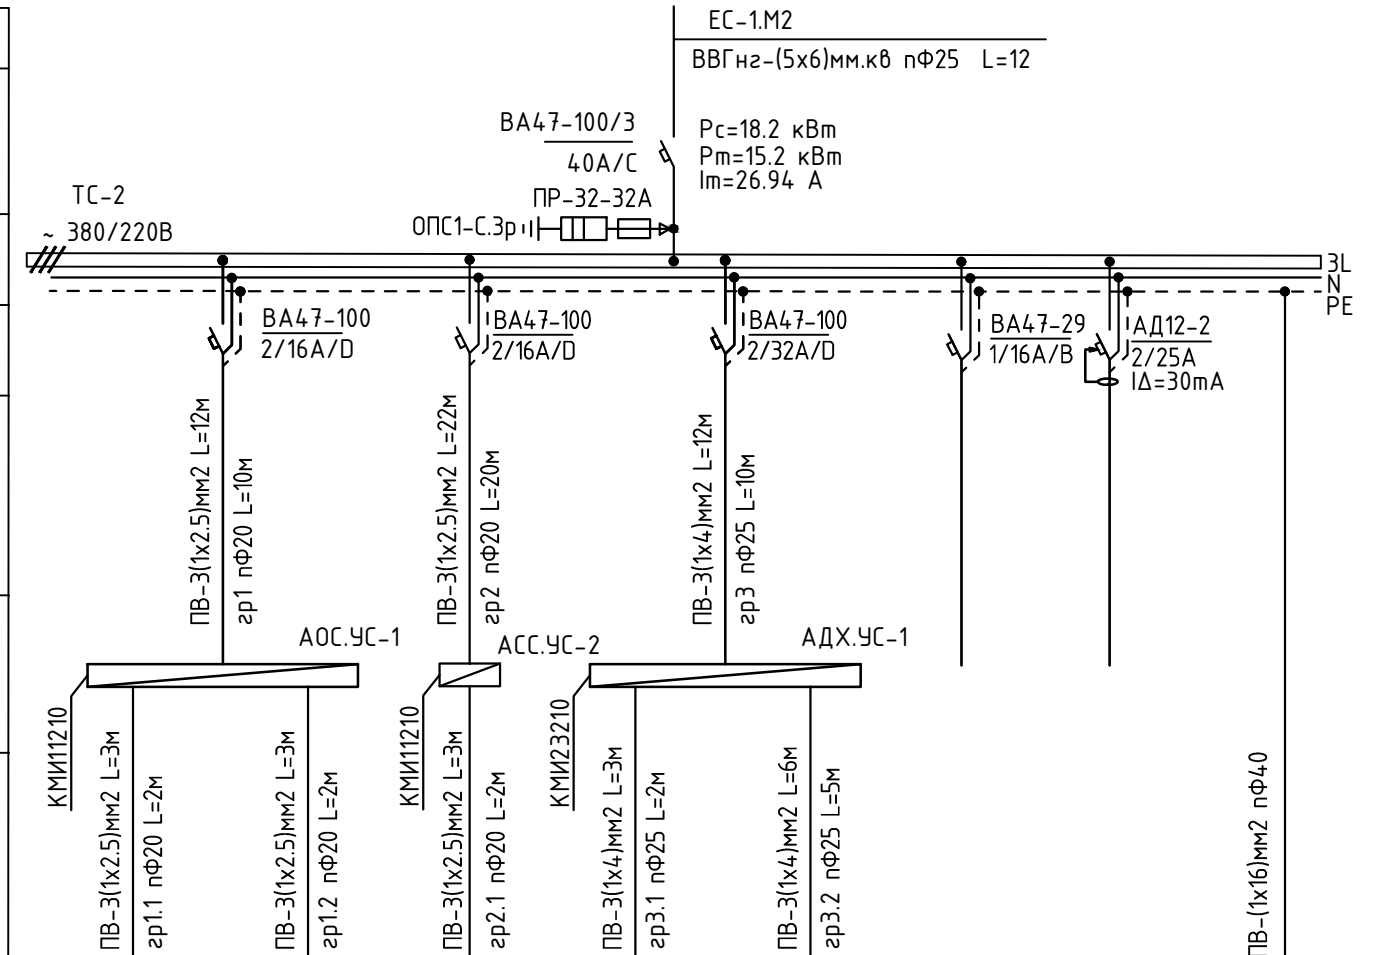 ЕС-1.М2
ВВГнг-(5х6)мм.кв пФ25 L=12
ВА47-100/3
40А/С
Рс=18.2 кВт
Рт=15.2 кВт
Iт=26.94 А
ПР-32-32А
ОПС1-С.3р
ТС-2
~ 380/220В
3L
N
PE
ВА47-100
2/16А/D
ВА47-100
2/16А/D
ВА47-100
2/32А/D
ВА47-29
1/16А/В
АД12-2
2/25А
IΔ=30mA
ПВ-3(1х2.5)мм2 L=12м
гр1 пФ20 L=10м
ПВ-3(1х2.5)мм2 L=22м
гр2 пФ20 L=20м
ПВ-3(1х4)мм2 L=12м
гр3 пФ25 L=10м
АОС.УС-1
АСС.УС-2
АДХ.УС-1
КМИ11210
ПВ-3(1х2.5)мм2 L=3м
гр1.1 пФ20 L=2м
ПВ-3(1х2.5)мм2 L=3м
гр1.2 пФ20 L=2м
КМИ11210
ПВ-3(1х2.5)мм2 L=3м
гр2.1 пФ20 L=2м
КМИ23210
ПВ-3(1х4)мм2 L=3м
гр3.1 пФ25 L=2м
ПВ-3(1х4)мм2 L=6м
гр3.2 пФ25 L=5м
ПВ-(1х16)мм2 пФ40